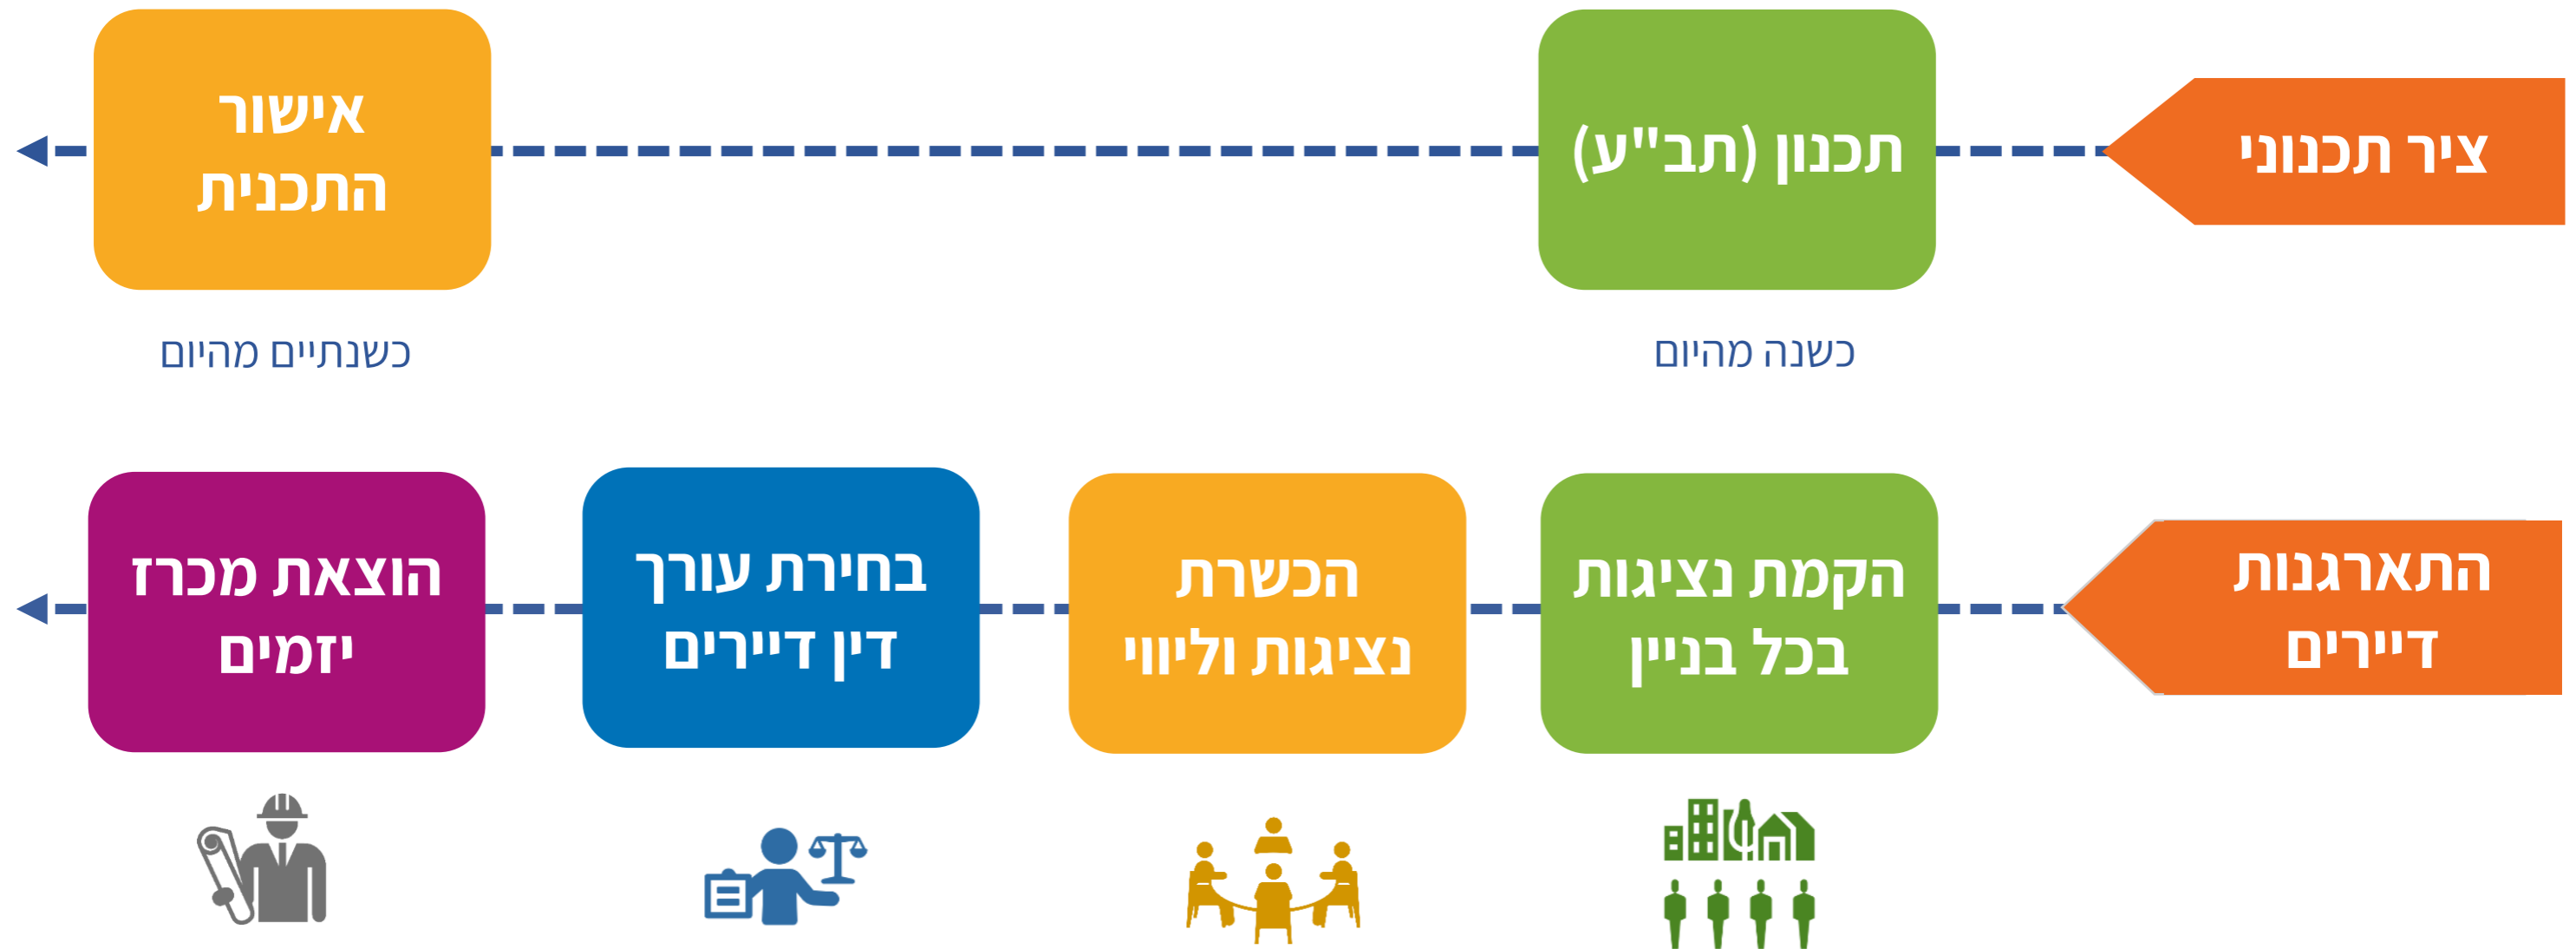 ציר תכנוני
תכנון (תב"ע)
כשנה מהיום
אישור
התכנית
כשנתיים מהיום
התארגנות
דיירים
הקמת נציגות
בכל בניין
הכשרת
נציגות וליווי
בחירת עורך
דין דיירים
הוצאת מכרז
יזמים